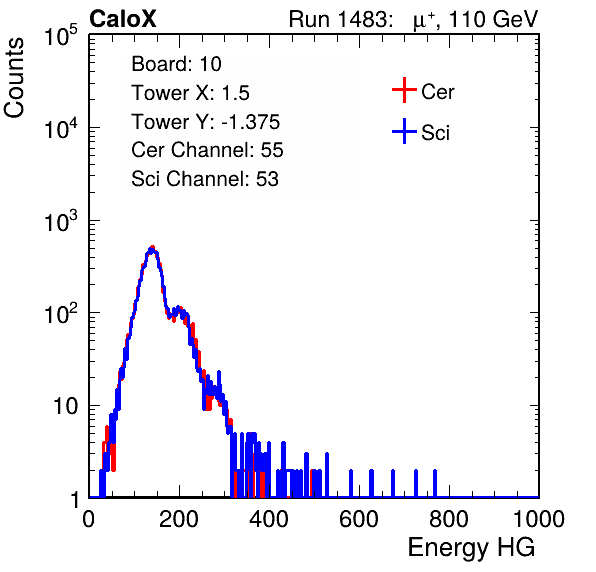 CaloX Run 1483: μ⁺, 110 GeV
Counts
10⁵
10⁴
10³
10²
10
1
Board: 10
Tower X: 1.5
Tower Y: -1.375
Cer Channel: 55
Sci Channel: 53
Cer
Sci
0 200 400 600 800 1000
Energy HG